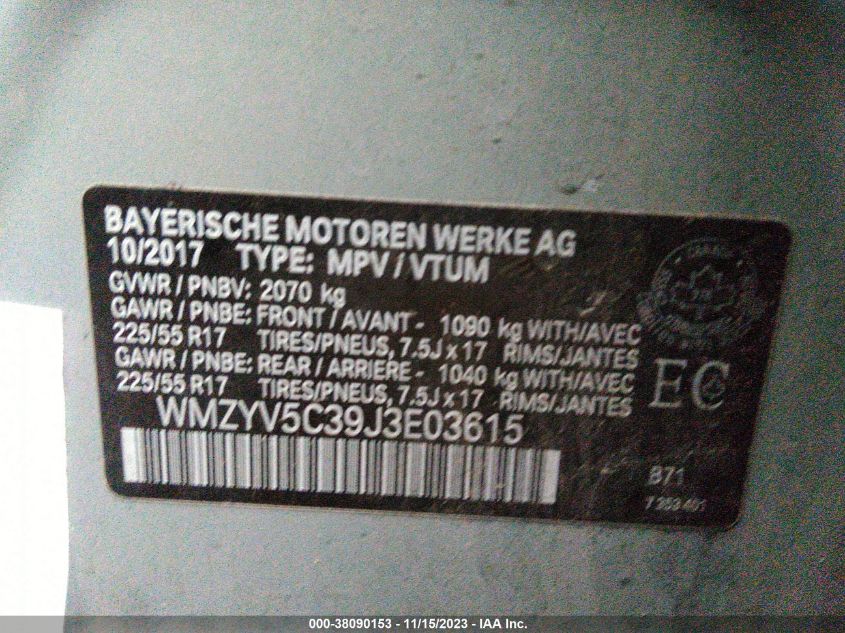 BAYERISCHE MOTOREN WERKE AG
10/2017 TYPE: MPV / VTUM
GVWR / PNBV: 2070 kg
GAWR / PNBE: FRONT / AVANT - 1090 kg WITH/AVEC
225/55 R17 TIRES/PNEUS, 7.5J x 17 RIMS/JANTES
GAWR / PNBE: REAR / ARRIERE - 1040 kg WITH/AVEC
225/55 R17 TIRES/PNEUS, 7.5J x 17 RIMS/JANTES
EC
WMZYV5C39J3E03615
B71
000-38090153 - 11/15/2023 - IAA Inc.